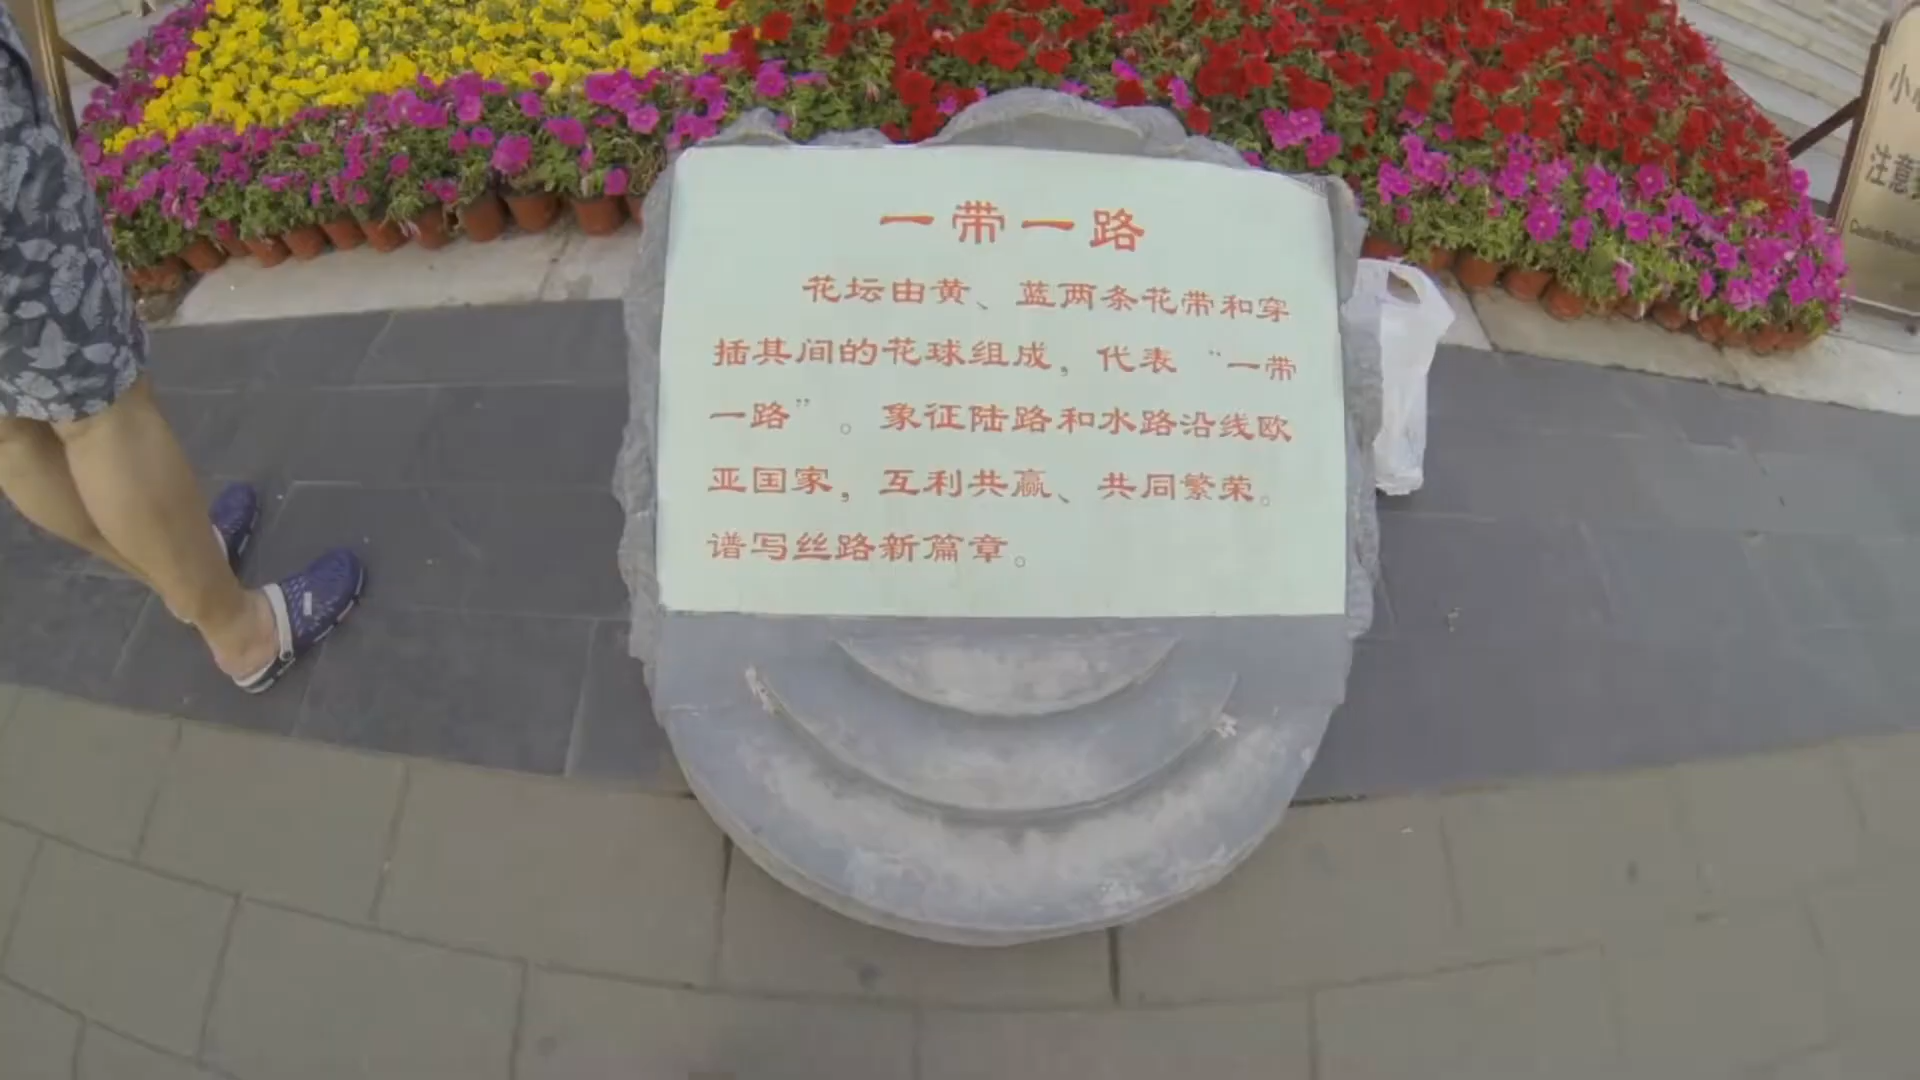 一带一路
花坛由黄、蓝两条花带和穿
插其间的花球组成，代表“一带
一路”。象征陆路和水路沿线欧
亚国家，互利共赢、共同繁荣。
谱写丝路新篇章。
小
注意